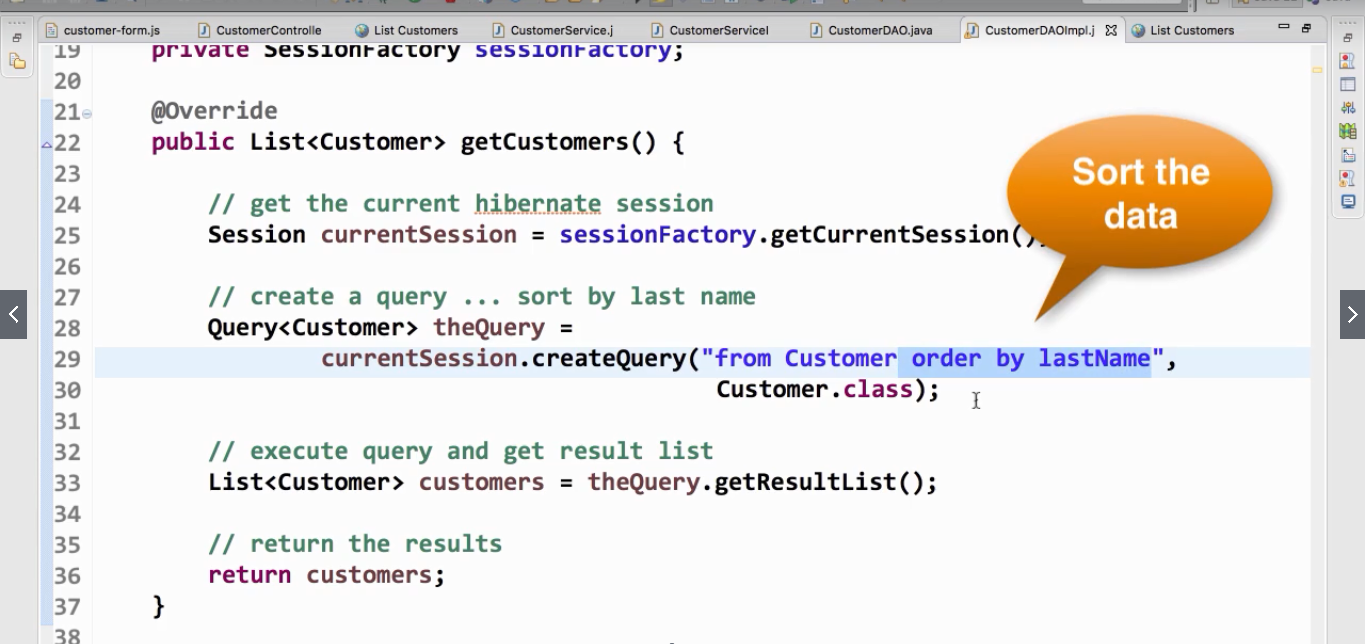 customer-form.js CustomerControlle List Customers CustomerService.j CustomerServiceI CustomerDAO.java CustomerDAOImpl.j List Customers
19 private SessionFactory sessionFactory;
20
21 @Override
22 public List<Customer> getCustomers() {
23
Sort the
data
24 // get the current hibernate session
25 Session currentSession = sessionFactory.getCurrentSession();
26
27 // create a query ... sort by last name
28 Query<Customer> theQuery =
29 currentSession.createQuery("from Customer order by lastName",
30 Customer.class);
31
32 // execute query and get result list
33 List<Customer> customers = theQuery.getResultList();
34
35 // return the results
36 return customers;
37 }
38